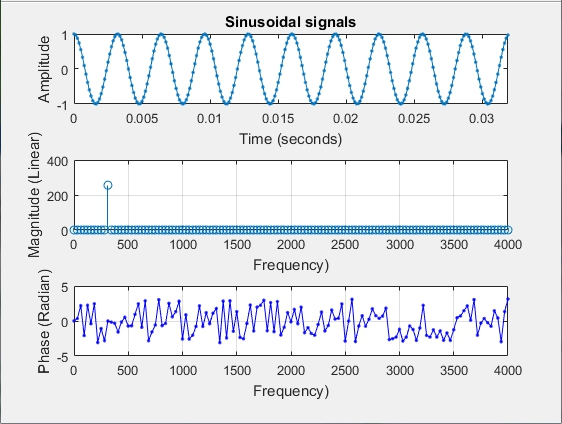 Sinusoidal signals
Amplitude
1
0
-1
0 0.005 0.01 0.015 0.02 0.025 0.03
Time (seconds)
Magnitude (Linear)
400
200
0
0 500 1000 1500 2000 2500 3000 3500 4000
Frequency)
Phase (Radian)
5
0
-5
0 500 1000 1500 2000 2500 3000 3500 4000
Frequency)